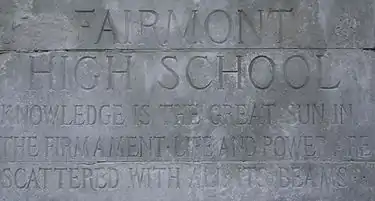 FAIRMONT
HIGH SCHOOL
KNOWLEDGE IS THE GREAT SUN IN
THE FIRMAMENT·LIFE AND POWER ARE
SCATTERED WITH ALL ITS BEAMS